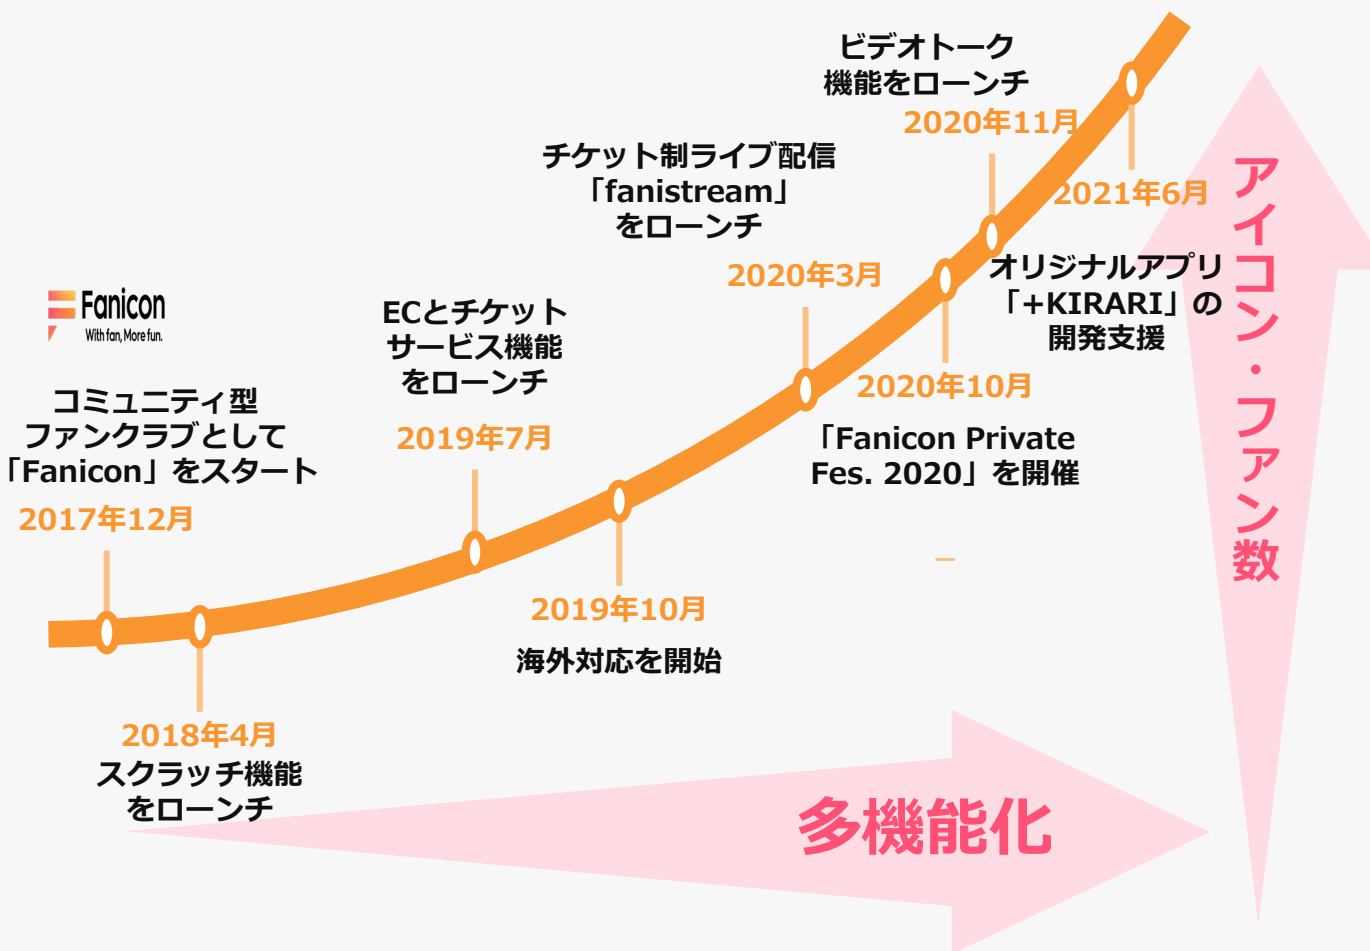 Fanicon
With fan, More fun.
コミュニティ型
ファンクラブとして
「Fanicon」をスタート
2017年12月
2018年4月
スクラッチ機能
をローンチ
ECとチケット
サービス機能
をローンチ
2019年7月
2019年10月
海外対応を開始
チケット制ライブ配信
「fanistream」
をローンチ
2020年3月
2020年10月
「Fanicon Private
Fes. 2020」を開催
ビデオトーク
機能をローンチ
2020年11月
2021年6月
オリジナルアプリ
「+KIRARI」の
開発支援
アイコン・ファン数
多機能化